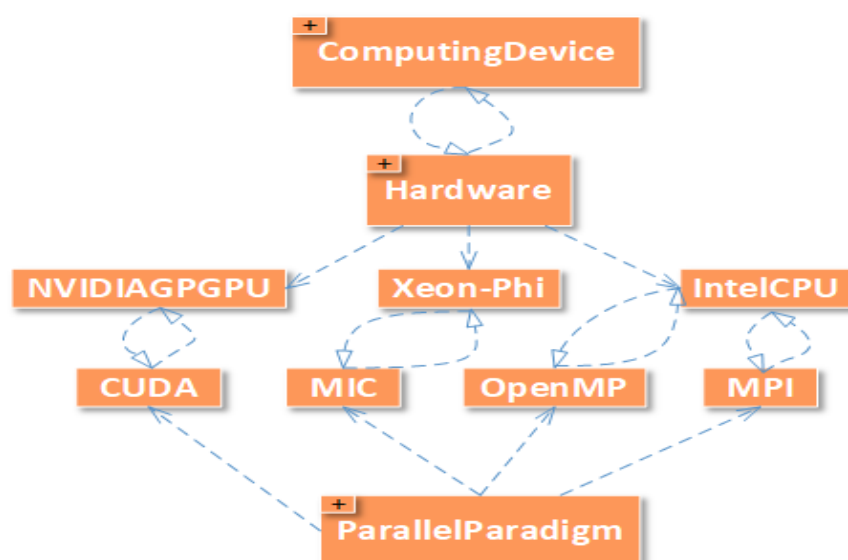 +
ComputingDevice
+
Hardware
NVIDIAGPGPU Xeon-Phi IntelCPU
CUDA MIC OpenMP MPI
+
ParallelParadigm